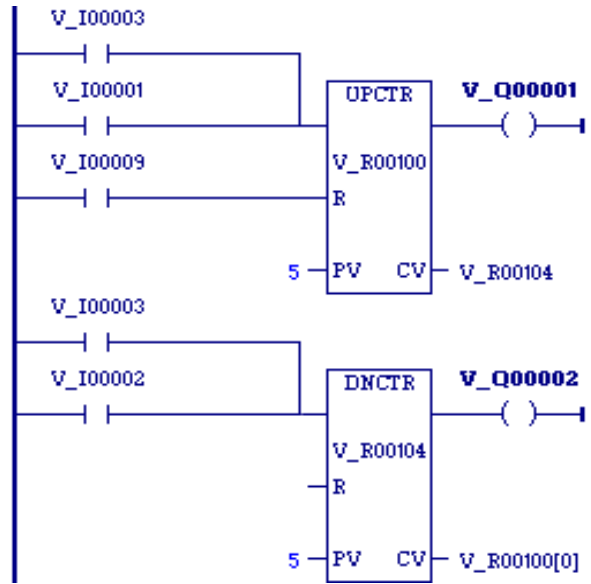 V_I00003
V_I00001 UPCTR V_Q00001
V_I00009 V_R00100
R
5 PV CV V_R00104
V_I00003
V_I00002 DNCTR V_Q00002
V_R00104
R
5 PV CV V_R00100[0]